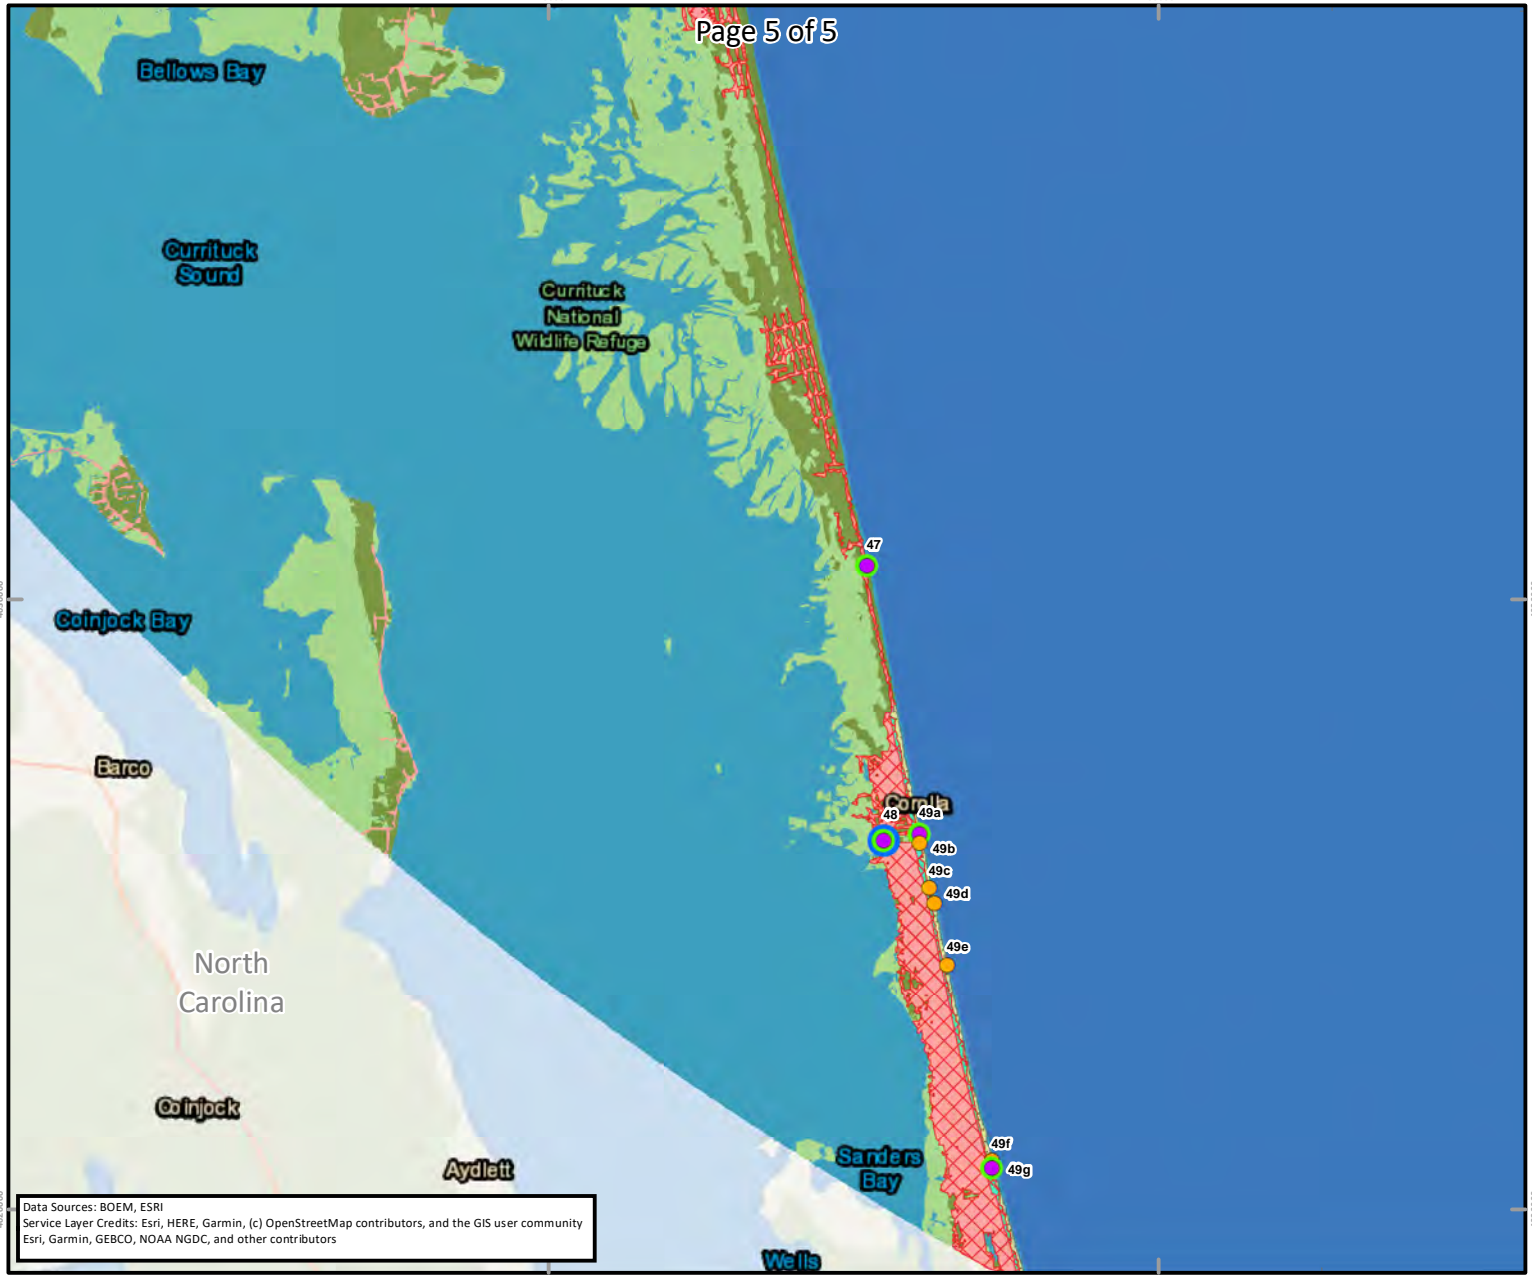 Page 5 of 5
Bellows Bay
Currituck
Sound
Currituck
National
Wildlife Refuge
47
Coinjock Bay
Barco
Corolla
48
49a
49b
49c
49d
49e
North
Carolina
Coinjock
49f
49g
Sanders
Bay
Aydlett
Data Sources: BOEM, ESRI
Service Layer Credits: Esri, HERE, Garmin, (c) OpenStreetMap contributors, and the GIS user community
Esri, Garmin, GEBCO, NOAA NGDC, and other contributors
Wells